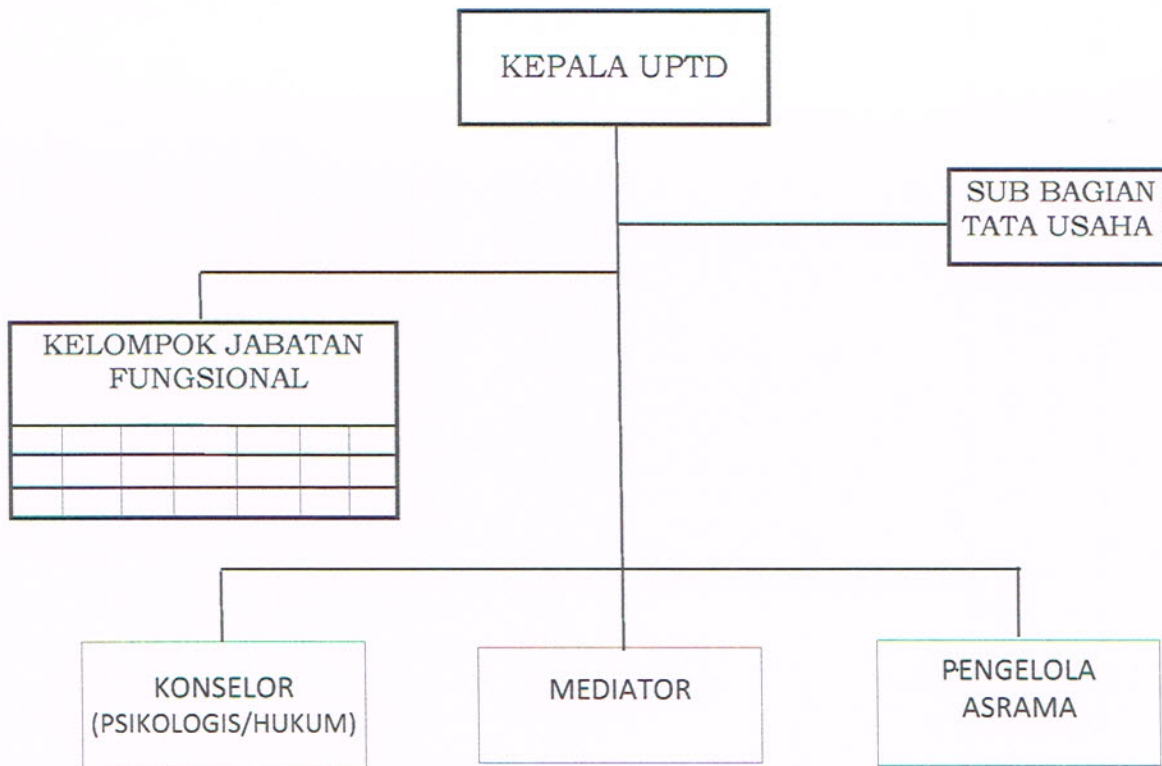 KEPALA UPTD
SUB BAGIAN
TATA USAHA
KELOMPOK JABATAN
FUNGSIONAL
KONSELOR
(PSIKOLOGIS/HUKUM)
MEDIATOR
PENGELOLA
ASRAMA